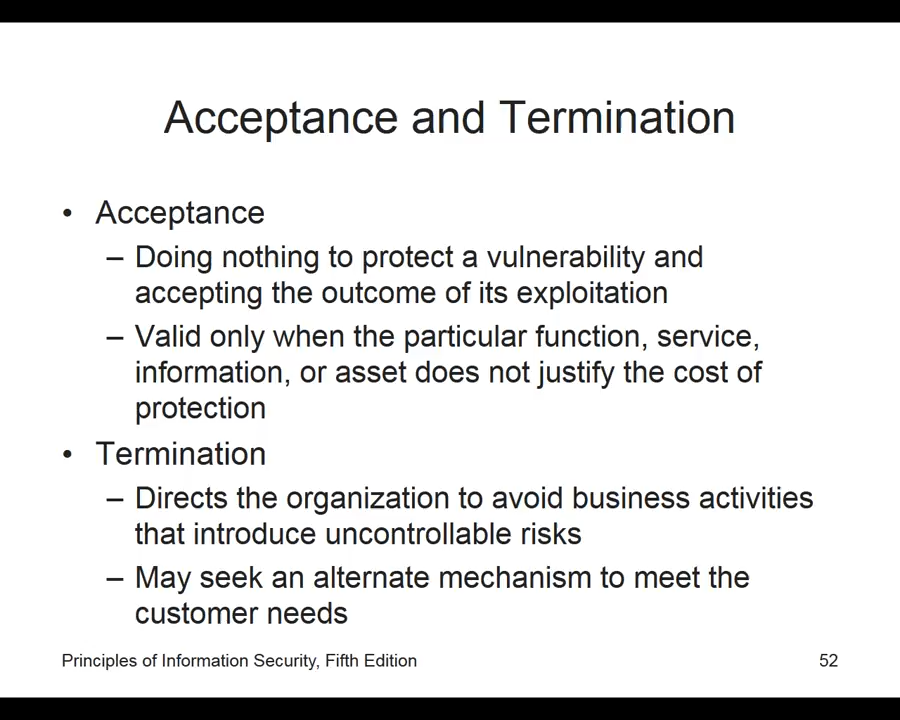 Acceptance and Termination
• Acceptance
– Doing nothing to protect a vulnerability and
accepting the outcome of its exploitation
– Valid only when the particular function, service,
information, or asset does not justify the cost of
protection
• Termination
– Directs the organization to avoid business activities
that introduce uncontrollable risks
– May seek an alternate mechanism to meet the
customer needs
Principles of Information Security, Fifth Edition 52